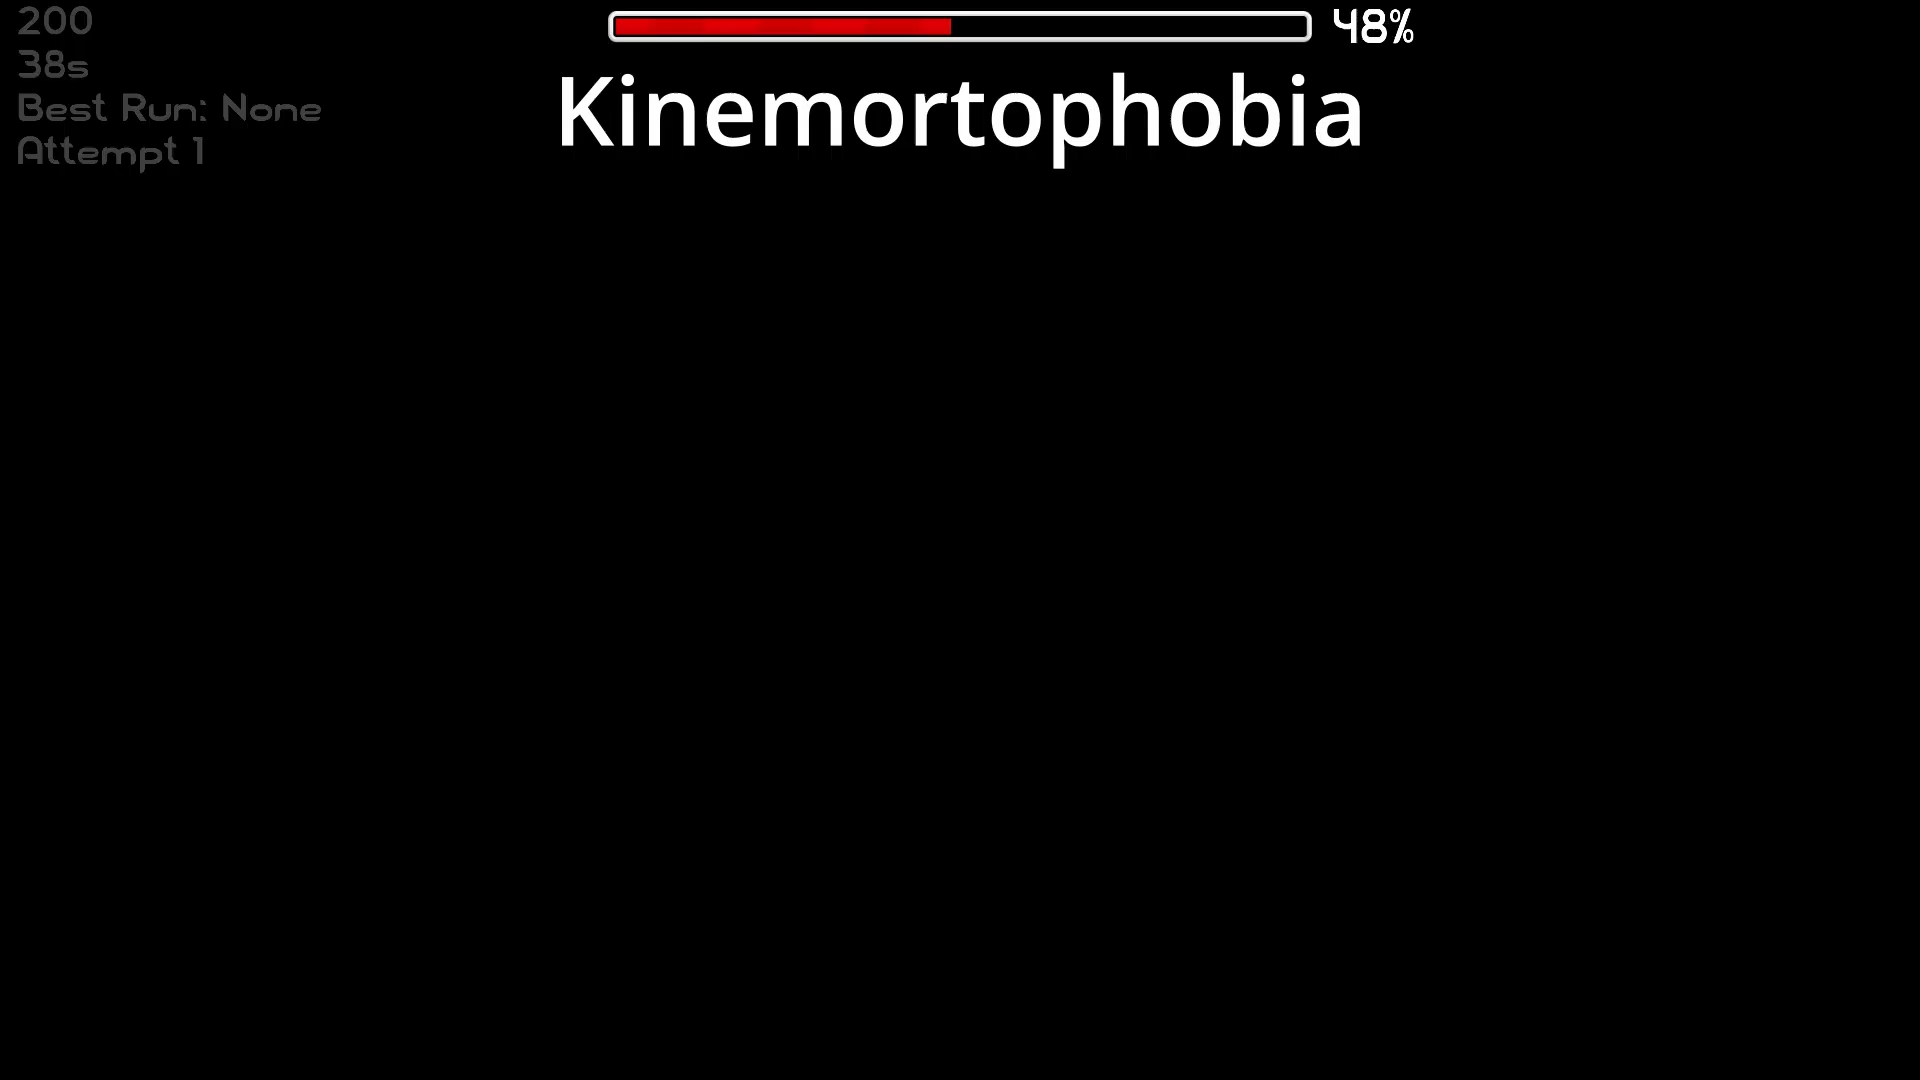 200
48%
38s
Kinemortophobia
Best Run: None
Attempt 1